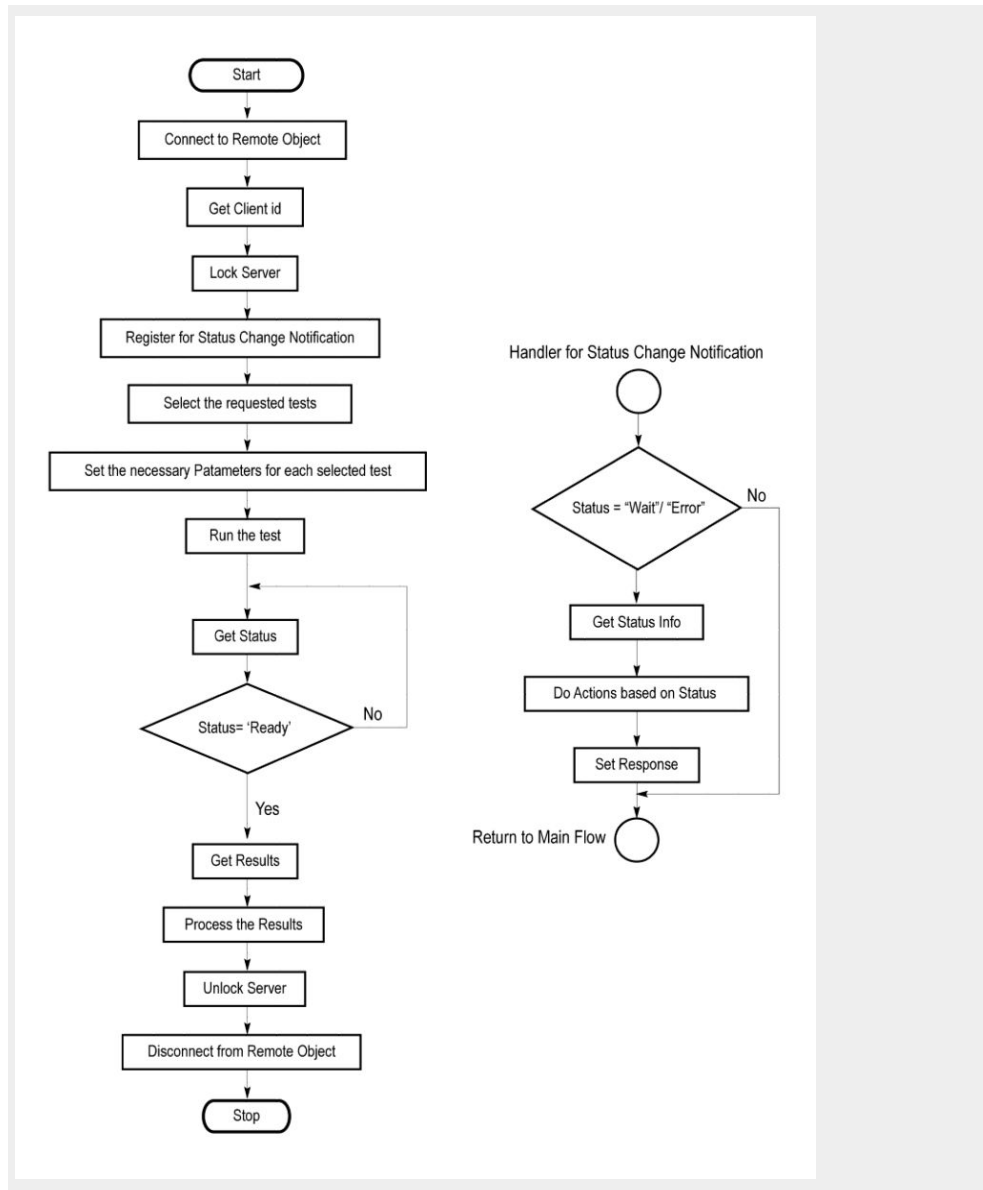 Start
Connect to Remote Object
Get Client id
Lock Server
Register for Status Change Notification
Select the requested tests
Set the necessary Patameters for each selected test
Run the test
Get Status
Status= ‘Ready’
No
Yes
Get Results
Process the Results
Unlock Server
Disconnect from Remote Object
Stop
Handler for Status Change Notification
Status = “Wait”/ “Error”
No
Get Status Info
Do Actions based on Status
Set Response
Return to Main Flow